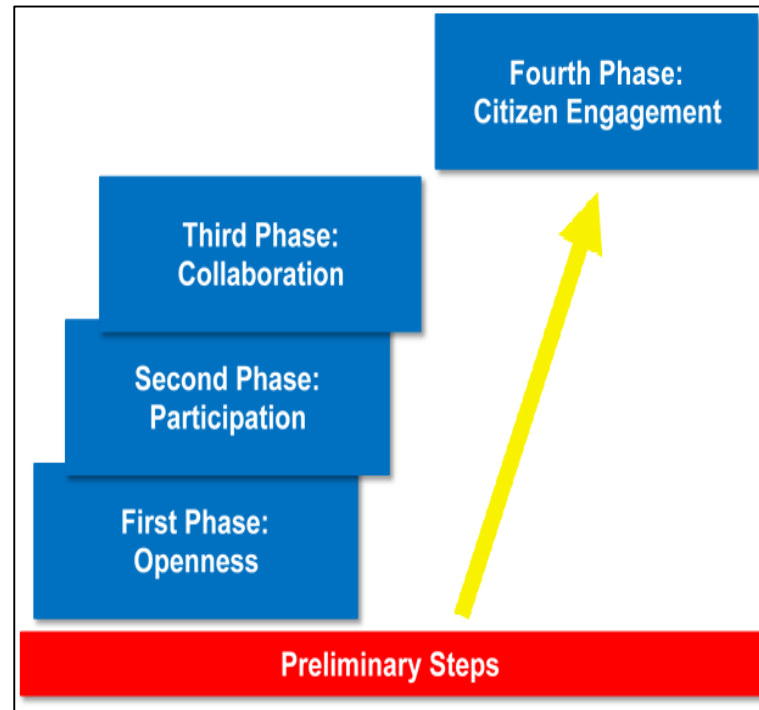 Fourth Phase:
Citizen Engagement
Third Phase:
Collaboration
Second Phase:
Participation
First Phase:
Openness
Preliminary Steps